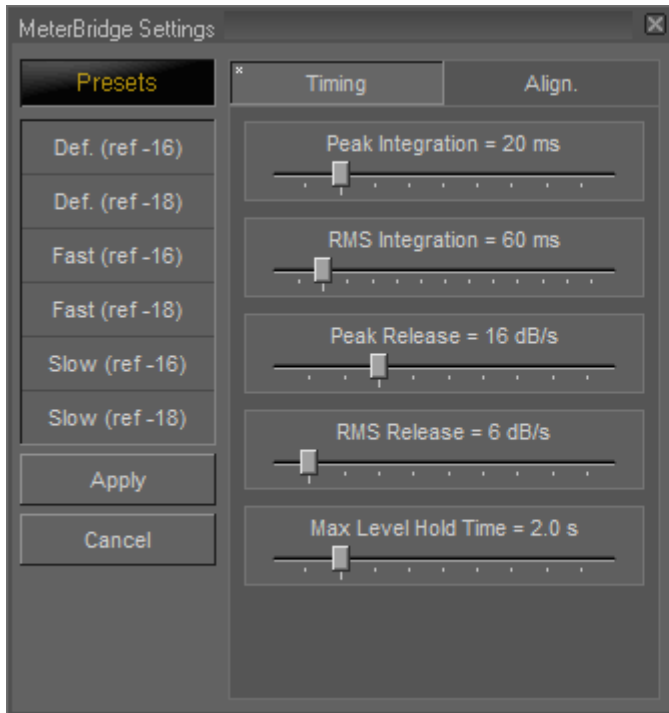 MeterBridge Settings
Presets
Def. (ref -16)
Def. (ref -18)
Fast (ref -16)
Fast (ref -18)
Slow (ref -16)
Slow (ref -18)
Apply
Cancel
Timing
Align.
Peak Integration = 20 ms
RMS Integration = 60 ms
Peak Release = 16 dB/s
RMS Release = 6 dB/s
Max Level Hold Time = 2.0 s